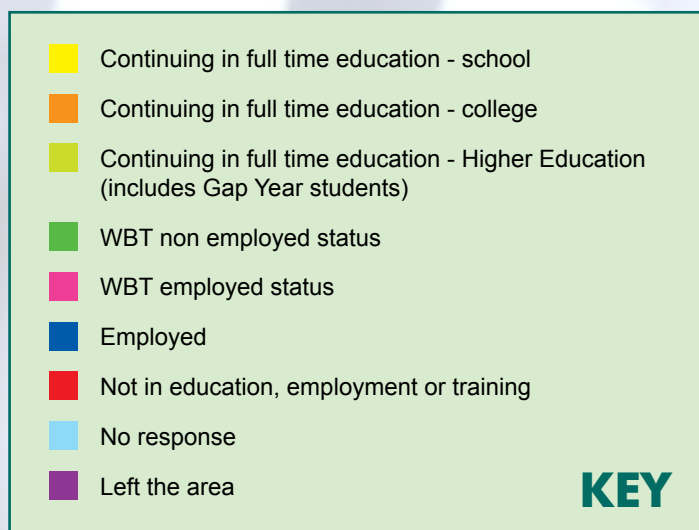 Continuing in full time education - school
Continuing in full time education - college
Continuing in full time education - Higher Education
(includes Gap Year students)
WBT non employed status
WBT employed status
Employed
Not in education, employment or training
No response
Left the area
KEY